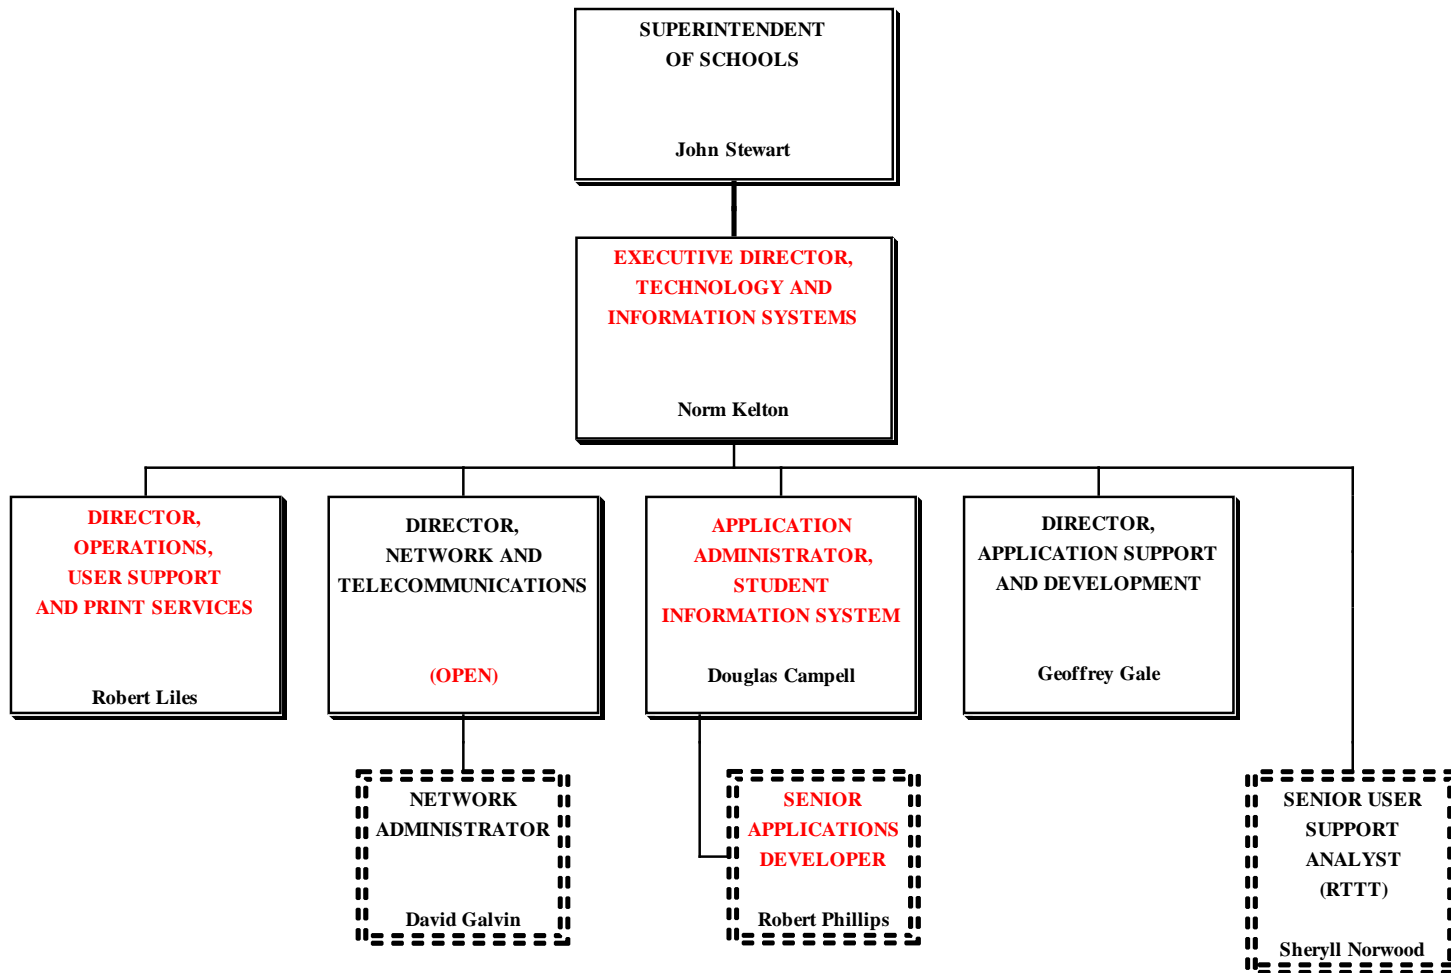 SUPERINTENDENT
OF SCHOOLS
John Stewart
EXECUTIVE DIRECTOR,
TECHNOLOGY AND
INFORMATION SYSTEMS
Norm Kelton
DIRECTOR,
OPERATIONS,
USER SUPPORT
AND PRINT SERVICES
Robert Liles
DIRECTOR,
NETWORK AND
TELECOMMUNICATIONS
(OPEN)
APPLICATION
ADMINISTRATOR,
STUDENT
INFORMATION SYSTEM
Douglas Campell
DIRECTOR,
APPLICATION SUPPORT
AND DEVELOPMENT
Geoffrey Gale
NETWORK
ADMINISTRATOR
David Galvin
SENIOR
APPLICATIONS
DEVELOPER
Robert Phillips
SENIOR USER
SUPPORT
ANALYST
(RTTT)
Sheryll Norwood